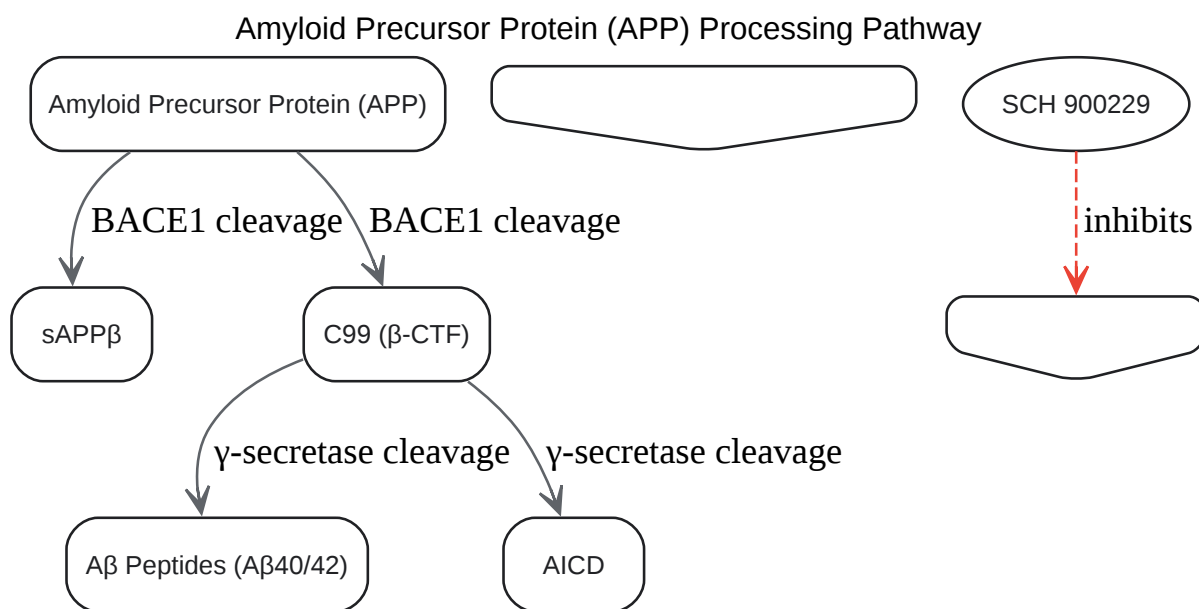 Amyloid Precursor Protein (APP) Processing Pathway
Amyloid Precursor Protein (APP)
SCH 900229
BACE1 cleavage
BACE1 cleavage
inhibits
sAPPβ
C99 (β-CTF)
γ-secretase cleavage
γ-secretase cleavage
Aβ Peptides (Aβ40/42)
AICD